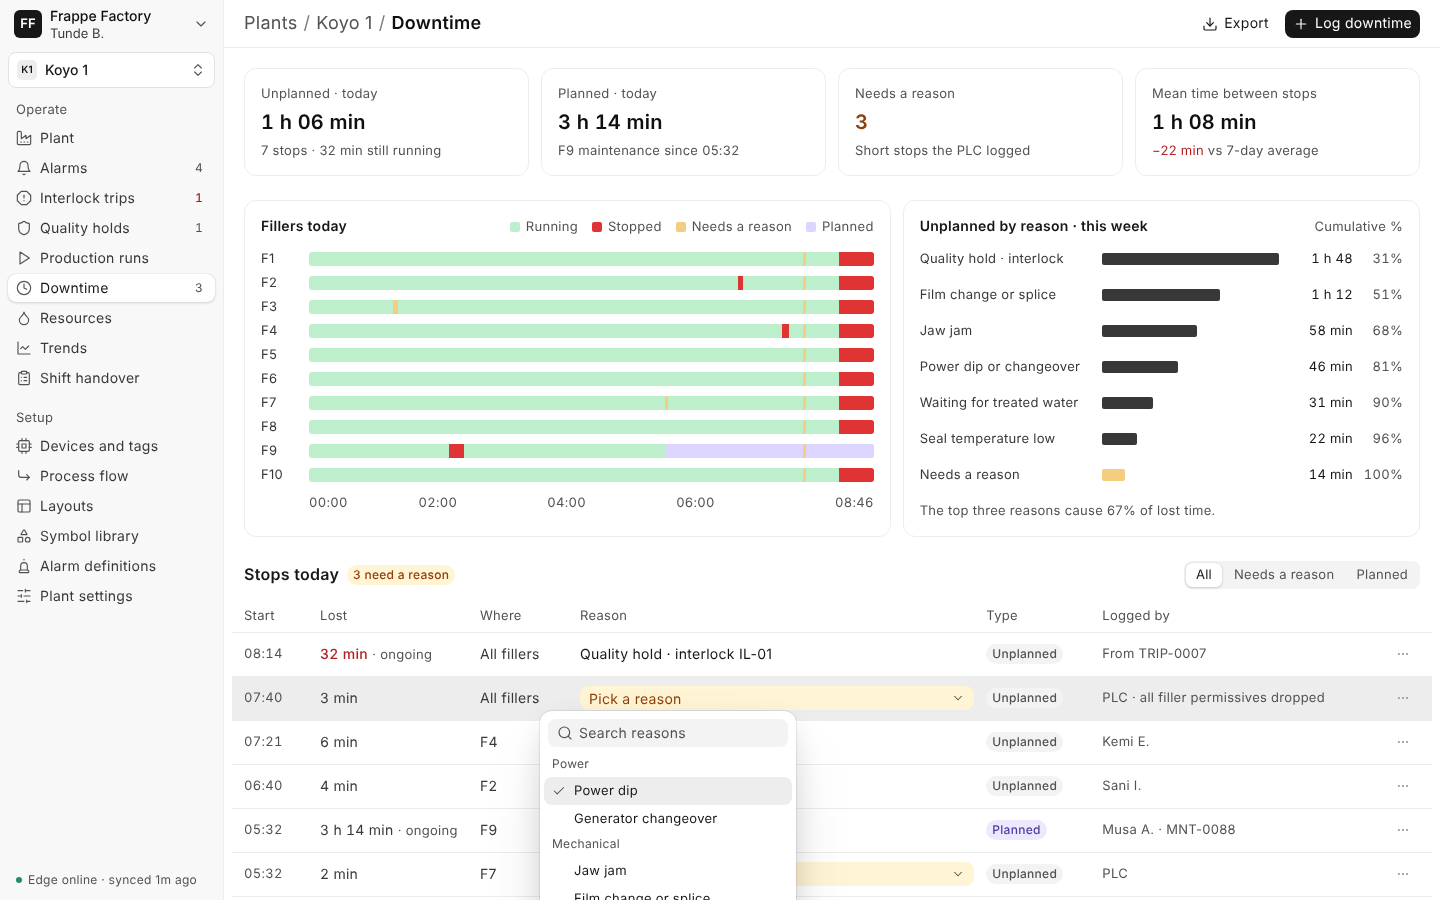 FF
Frappe Factory
Tunde B.
K1 Koyo 1
Operate
Plant
Alarms 4
Interlock trips 1
Quality holds 1
Production runs
Downtime 3
Resources
Trends
Shift handover
Setup
Devices and tags
Process flow
Layouts
Symbol library
Alarm definitions
Plant settings
Edge online · synced 1m ago
Plants / Koyo 1 / Downtime
Export
Log downtime
Unplanned · today
1 h 06 min
7 stops · 32 min still running
Planned · today
3 h 14 min
F9 maintenance since 05:32
Needs a reason
3
Short stops the PLC logged
Mean time between stops
1 h 08 min
−22 min vs 7-day average
Fillers today
Running Stopped Needs a reason Planned
F1
F2
F3
F4
F5
F6
F7
F8
F9
F10
00:00 02:00 04:00 06:00 08:46
Unplanned by reason · this week Cumulative %
Quality hold · interlock 1 h 48 31%
Film change or splice 1 h 12 51%
Jaw jam 58 min 68%
Power dip or changeover 46 min 81%
Waiting for treated water 31 min 90%
Seal temperature low 22 min 96%
Needs a reason 14 min 100%
The top three reasons cause 67% of lost time.
Stops today 3 need a reason
All Needs a reason Planned
Start Lost Where Reason Type Logged by
08:14 32 min · ongoing All fillers Quality hold · interlock IL-01 Unplanned From TRIP-0007 ···
07:40 3 min All fillers Pick a reason Unplanned PLC · all filler permissives dropped ···
07:21 6 min F4 Unplanned Kemi E. ···
06:40 4 min F2 Unplanned Sani I. ···
05:32 3 h 14 min · ongoing F9 Planned Musa A. · MNT-0088 ···
05:32 2 min F7 Unplanned PLC ···
Search reasons
Power
Power dip
Generator changeover
Mechanical
Jaw jam
Film change or splice